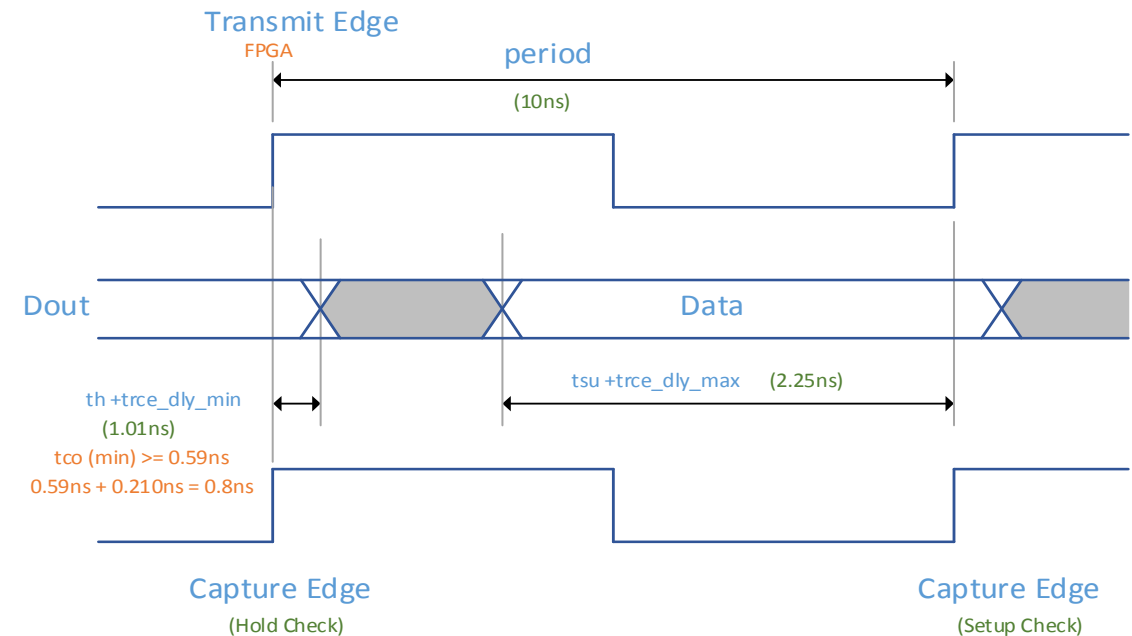 Transmit Edge
FPGA
period
(10ns)
Dout
Data
tsu +trce_dly_max (2.25ns)
th +trce_dly_min
(1.01ns)
tco (min) >= 0.59ns
0.59ns + 0.210ns = 0.8ns
Capture Edge
(Hold Check)
Capture Edge
(Setup Check)